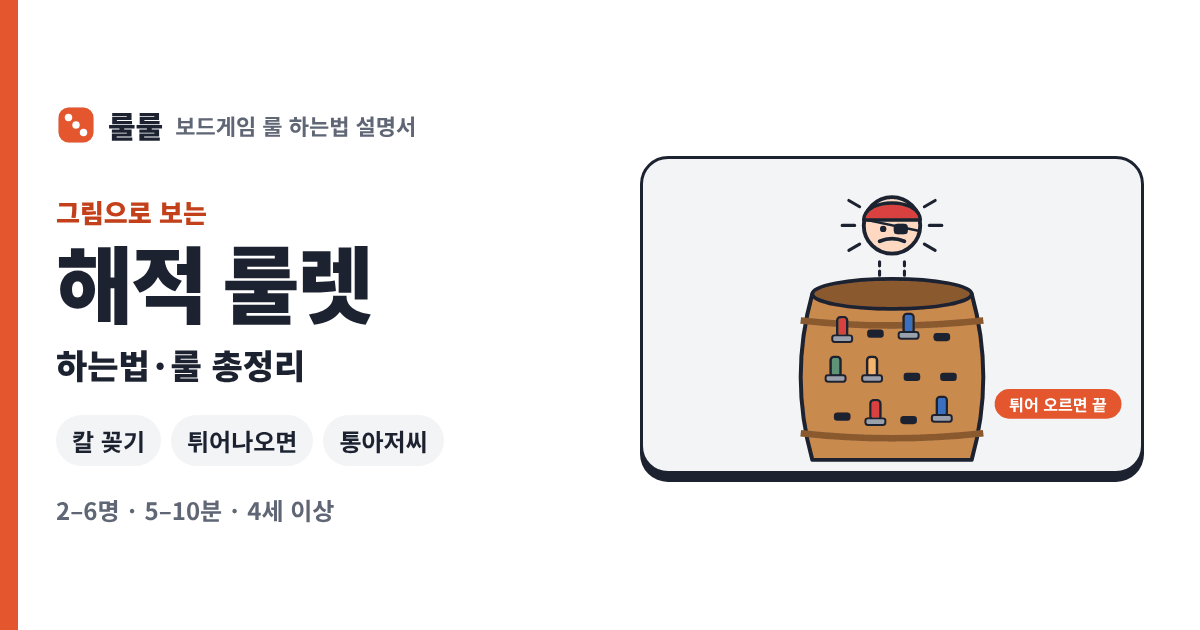 룰룰 보드게임 룰 하는법 설명서
그림으로 보는
해적 룰렛
하는법·룰 총정리
칼 꽂기 튀어나오면 통아저씨
2–6명 · 5–10분 · 4세 이상
튀어 오르면 끝